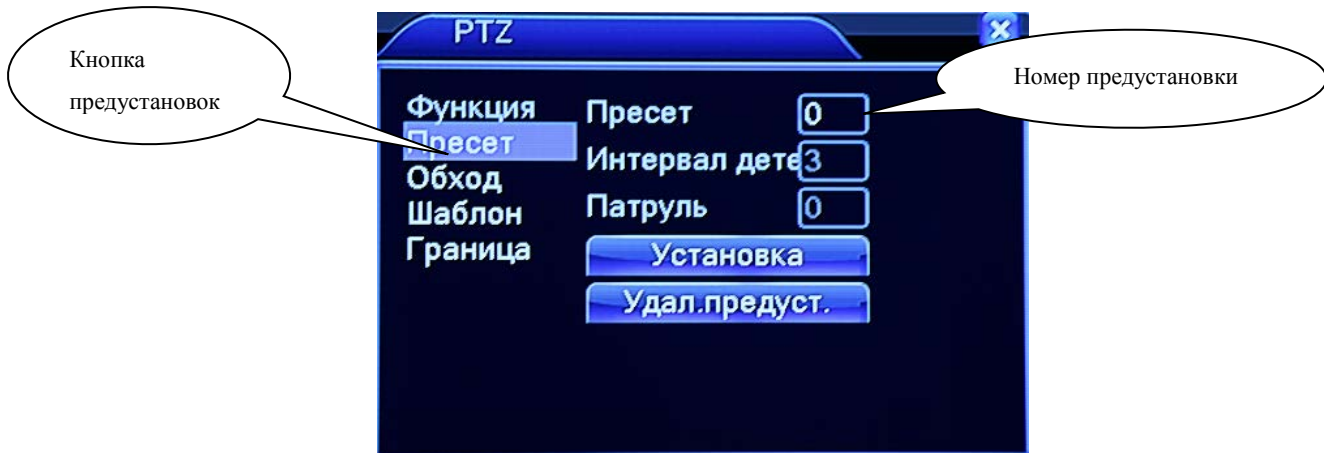 PTZ
Кнопка
предустановок
Номер предустановки
Функция
Пресет
Обход
Шаблон
Граница
Пресет 0
Интервал дете 3
Патруль 0
Установка
Удал.предуст.